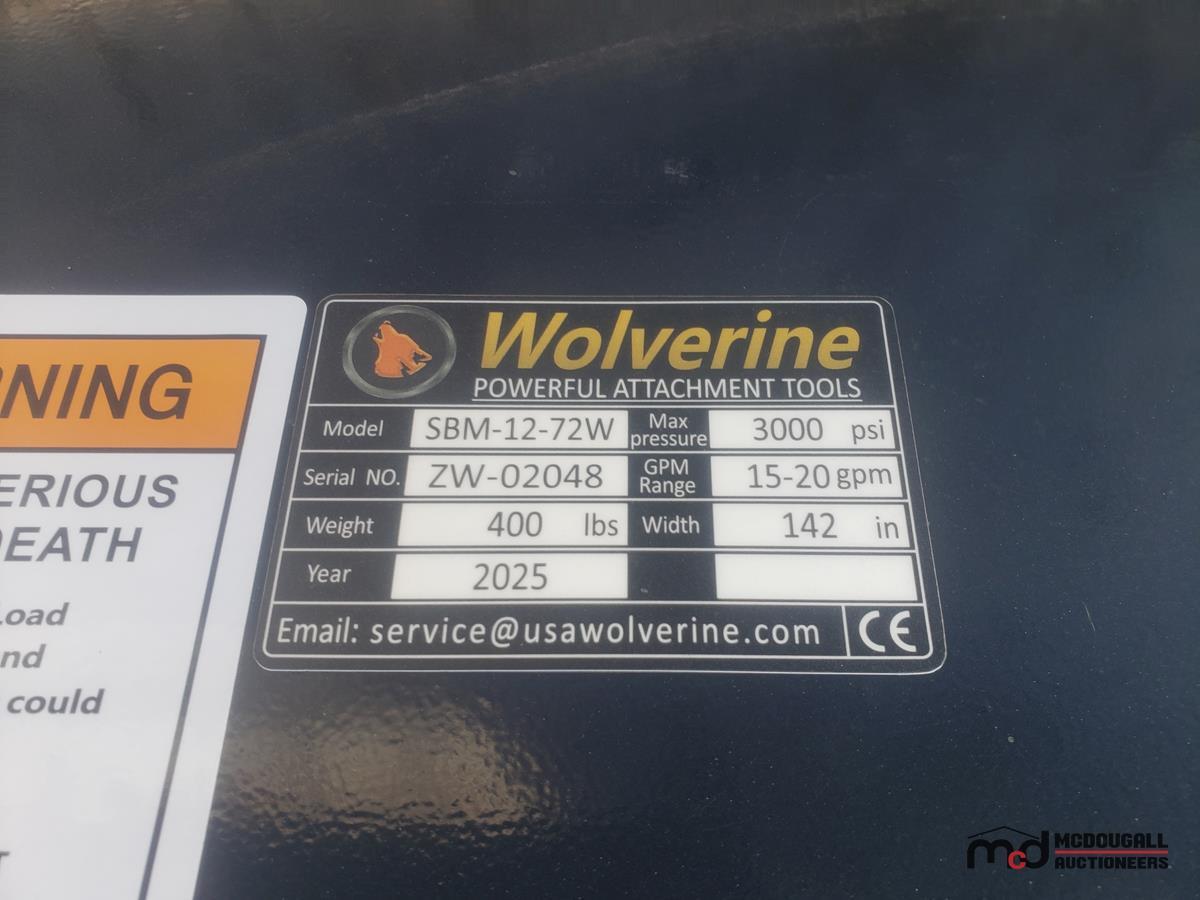 RNING
ERIOUS
DEATH
Load
nd
could
T
Wolverine
POWERFUL ATTACHMENT TOOLS
Model SBM-12-72W Max pressure 3000 psi
Serial NO. ZW-02048 GPM Range 15-20 gpm
Weight 400 lbs Width 142 in
Year 2025
Email: service@usawolverine.com CE
mcd MCDOUGALL
AUCTIONEERS